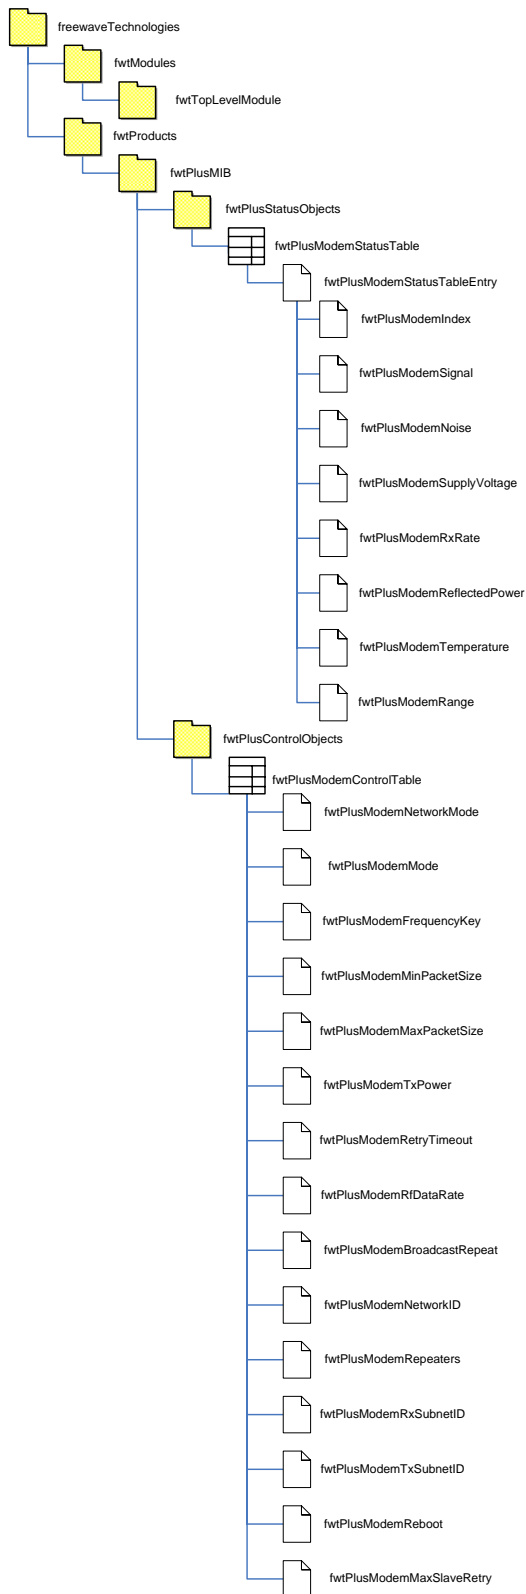 freewaveTechnologies
fwtModules
fwtTopLevelModule
fwtProducts
fwtPlusMIB
fwtPlusStatusObjects
fwtPlusModemStatusTable
fwtPlusModemStatusTableEntry
fwtPlusModemIndex
fwtPlusModemSignal
fwtPlusModemNoise
fwtPlusModemSupplyVoltage
fwtPlusModemRxRate
fwtPlusModemReflectedPower
fwtPlusModemTemperature
fwtPlusModemRange
fwtPlusControlObjects
fwtPlusModemControlTable
fwtPlusModemNetworkMode
fwtPlusModemMode
fwtPlusModemFrequencyKey
fwtPlusModemMinPacketSize
fwtPlusModemMaxPacketSize
fwtPlusModemTxPower
fwtPlusModemRetryTimeout
fwtPlusModemRfDataRate
fwtPlusModemBroadcastRepeat
fwtPlusModemNetworkID
fwtPlusModemRepeaters
fwtPlusModemRxSubnetID
fwtPlusModemTxSubnetID
fwtPlusModemReboot
fwtPlusModemMaxSlaveRetry